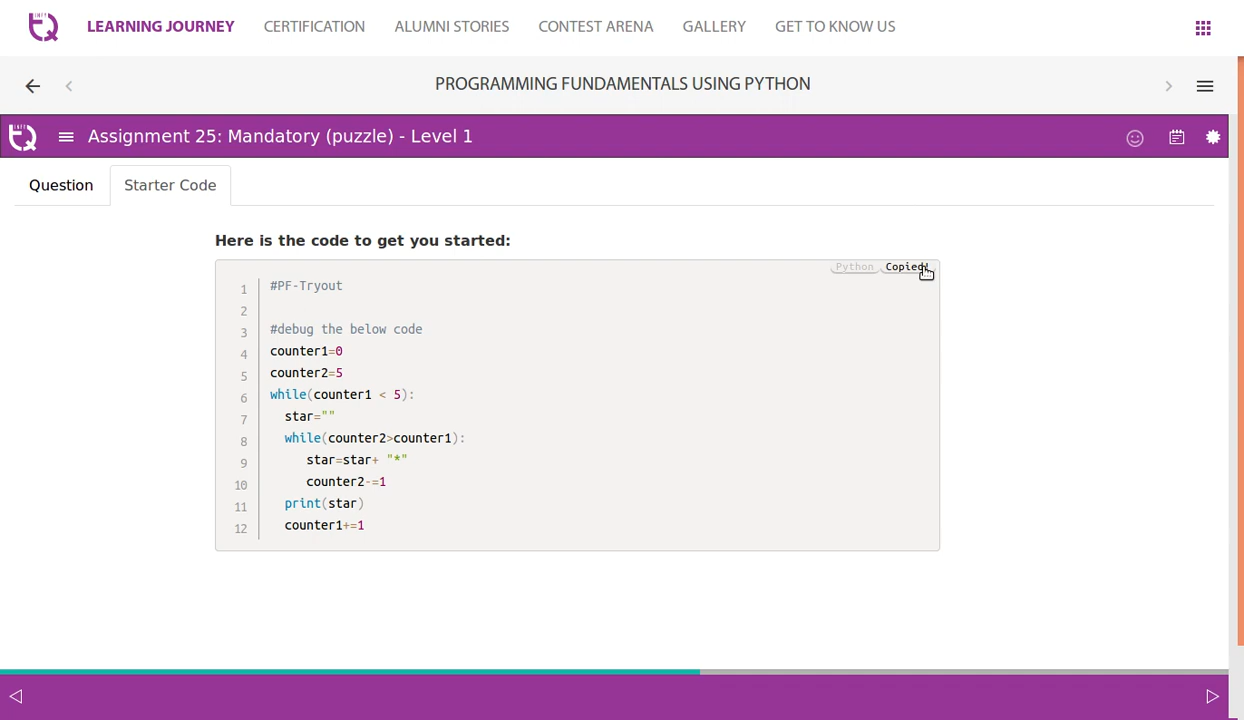 LEARNING JOURNEY CERTIFICATION ALUMNI STORIES CONTEST ARENA GALLERY GET TO KNOW US
PROGRAMMING FUNDAMENTALS USING PYTHON
Assignment 25: Mandatory (puzzle) - Level 1
Question Starter Code
Here is the code to get you started:
Python Copied!
1 #PF-Tryout
2
3 #debug the below code
4 counter1=0
5 counter2=5
6 while(counter1 < 5):
7 star=""
8 while(counter2>counter1):
9 star=star+ "*"
10 counter2-=1
11 print(star)
12 counter1+=1